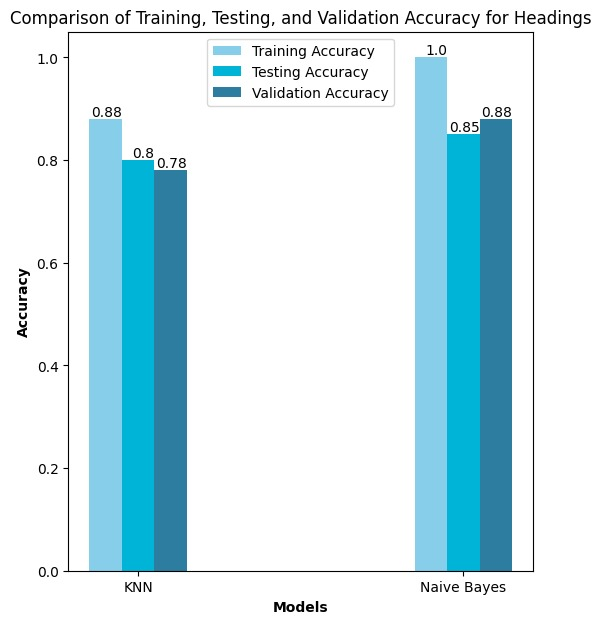 Comparison of Training, Testing, and Validation Accuracy for Headings
Training Accuracy
Testing Accuracy
Validation Accuracy
1.0
0.8
0.6
0.4
0.2
0.0
Accuracy
0.88
0.8
0.78
1.0
0.85
0.88
KNN
Naive Bayes
Models